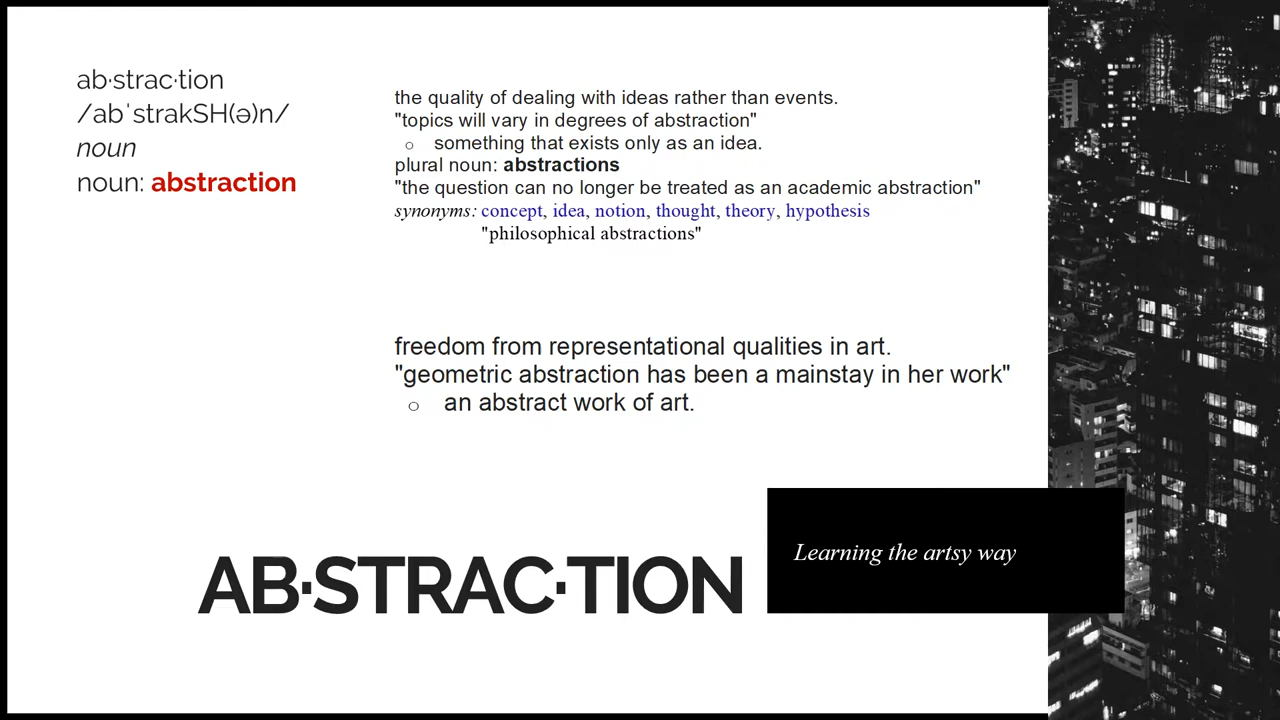 ab·strac·tion
/abˈstrakSH(ə)n/
noun
noun: abstraction
the quality of dealing with ideas rather than events.
"topics will vary in degrees of abstraction"
○ something that exists only as an idea.
plural noun: abstractions
"the question can no longer be treated as an academic abstraction"
synonyms: concept, idea, notion, thought, theory, hypothesis
"philosophical abstractions"
freedom from representational qualities in art.
"geometric abstraction has been a mainstay in her work"
○ an abstract work of art.
AB·STRAC·TION
Learning the artsy way